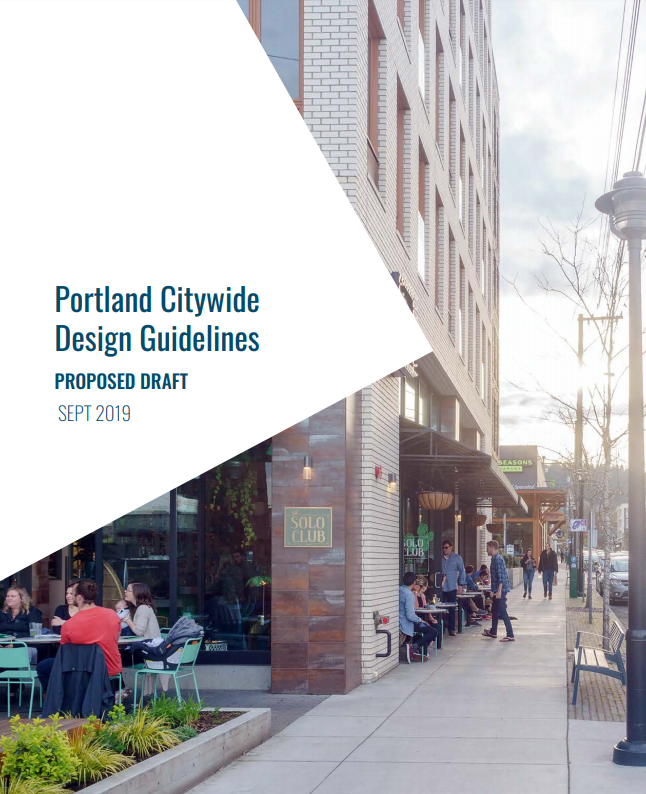 Portland Citywide
Design Guidelines
PROPOSED DRAFT
SEPT 2019
SEASONS
SOLO
CLUB
SOLO
CLUB